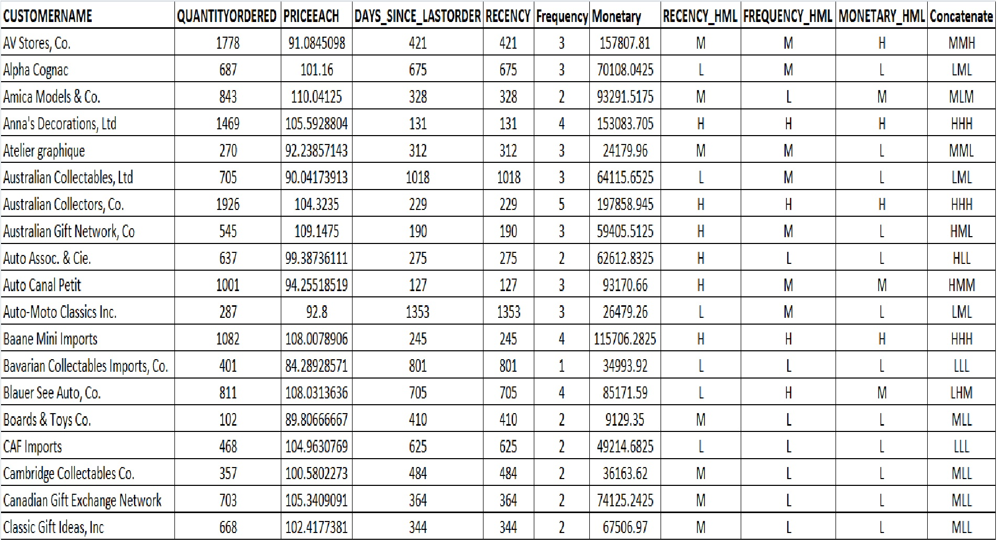 CUSTOMERNAME QUANTITYORDERED PRICEEACH DAYS_SINCE_LASTORDER RECENCY Frequency Monetary RECENCY_HML FREQUENCY_HML MONETARY_HML Concatenate
AV Stores, Co. 1778 91.0845098 421 421 3 157807.81 M M H MMH
Alpha Cognac 687 101.16 675 675 3 70108.0425 L M L LML
Amica Models & Co. 843 110.04125 328 328 2 93291.5175 M L M MLM
Anna's Decorations, Ltd 1469 105.5928804 131 131 4 153083.705 H H H HHH
Atelier graphique 270 92.23857143 312 312 3 24179.96 M M L MML
Australian Collectables, Ltd 705 90.04173913 1018 1018 3 64115.6525 L M L LML
Australian Collectors, Co. 1926 104.3235 229 229 5 197858.945 H H H HHH
Australian Gift Network, Co 545 109.1475 190 190 3 59405.5125 H M L HML
Auto Assoc. & Cie. 637 99.38736111 275 275 2 62612.8325 H L L HLL
Auto Canal Petit 1001 94.25518519 127 127 3 93170.66 H M M HMM
Auto-Moto Classics Inc. 287 92.8 1353 1353 3 26479.26 L M L LML
Baane Mini Imports 1082 108.0078906 245 245 4 115706.2825 H H H HHH
Bavarian Collectables Imports, Co. 401 84.28928571 801 801 1 34993.92 L L L LLL
Blauer See Auto, Co. 811 108.0313636 705 705 4 85171.59 L H M LHM
Boards & Toys Co. 102 89.80666667 410 410 2 9129.35 M L L MLL
CAF Imports 468 104.9630769 625 625 2 49214.6825 L L L LLL
Cambridge Collectables Co. 357 100.5802273 484 484 2 36163.62 M L L MLL
Canadian Gift Exchange Network 703 105.3409091 364 364 2 74125.2425 M L L MLL
Classic Gift Ideas, Inc 668 102.4177381 344 344 2 67506.97 M L L MLL